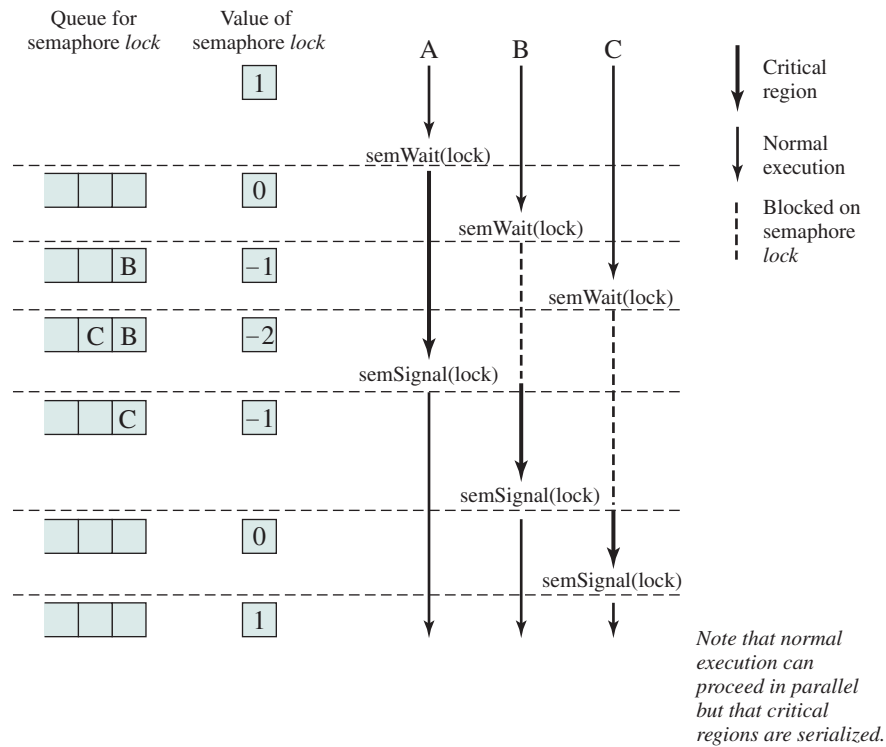 Queue for
semaphore lock
Value of
semaphore lock
A
B
C
1
Critical
region
Normal
execution
Blocked on
semaphore
lock
semWait(lock)
0
semWait(lock)
B
–1
semWait(lock)
C B
–2
semSignal(lock)
C
–1
semSignal(lock)
0
semSignal(lock)
1
Note that normal
execution can
proceed in parallel
but that critical
regions are serialized.